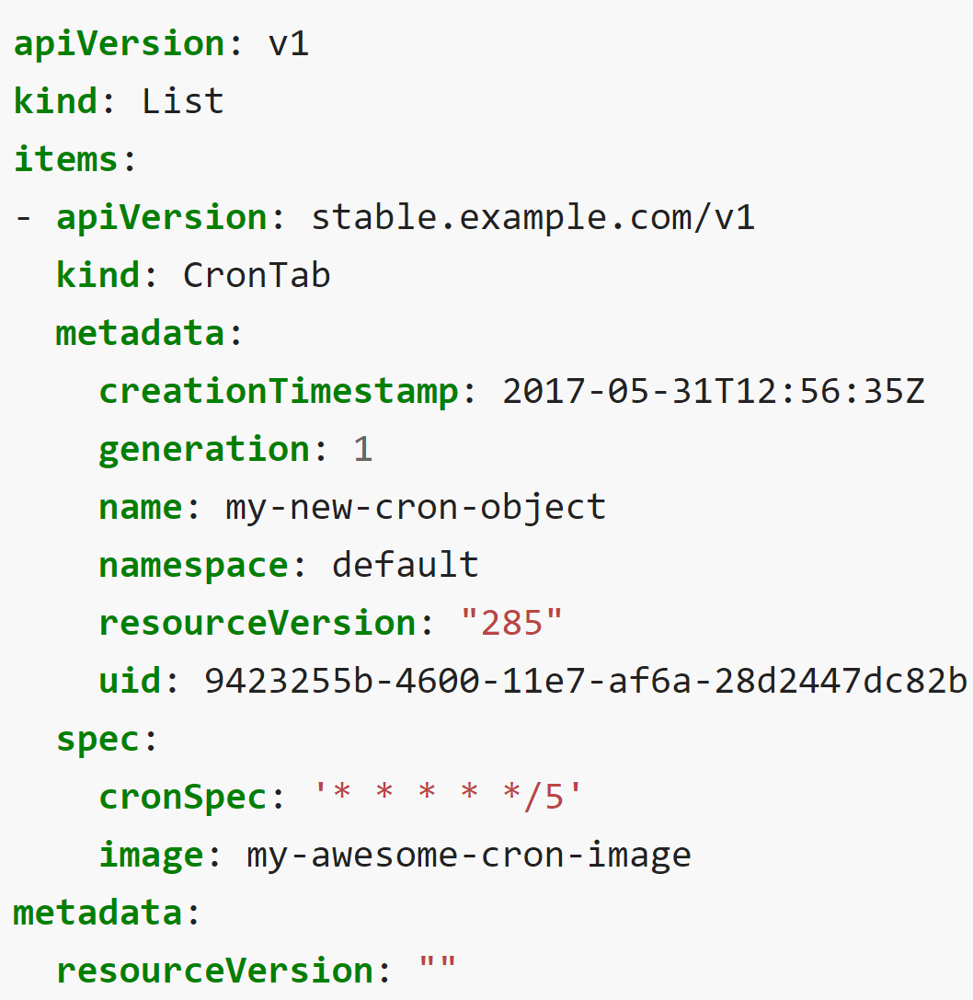 apiVersion: v1
kind: List
items:
- apiVersion: stable.example.com/v1
  kind: CronTab
  metadata:
    creationTimestamp: 2017-05-31T12:56:35Z
    generation: 1
    name: my-new-cron-object
    namespace: default
    resourceVersion: "285"
    uid: 9423255b-4600-11e7-af6a-28d2447dc82b
  spec:
    cronSpec: '* * * * */5'
    image: my-awesome-cron-image
metadata:
  resourceVersion: ""